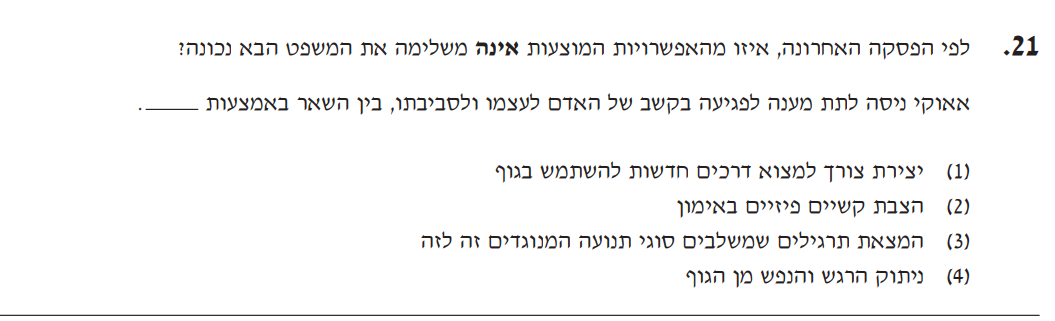 21. לפי הפסקה האחרונה, איזו מהאפשרויות המוצעות אינה משלימה את המשפט הבא נכונה?
אאוקי ניסה לתת מענה לפגיעה בקשב של האדם לעצמו ולסביבתו, בין השאר באמצעות _____.
(1) יצירת צורך למצוא דרכים חדשות להשתמש בגוף
(2) הצבת קשיים פיזיים באימון
(3) המצאת תרגילים שמשלבים סוגי תנועה המנוגדים זה לזה
(4) ניתוק הרגש והנפש מן הגוף